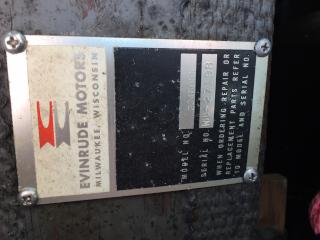 EVINRUDE MOTORS
MILWAUKEE, WISCONSIN
MODEL NO.
SERIAL NO.
WHEN ORDERING REPAIR OR
REPLACEMENT PARTS REFER
TO MODEL AND SERIAL NO.